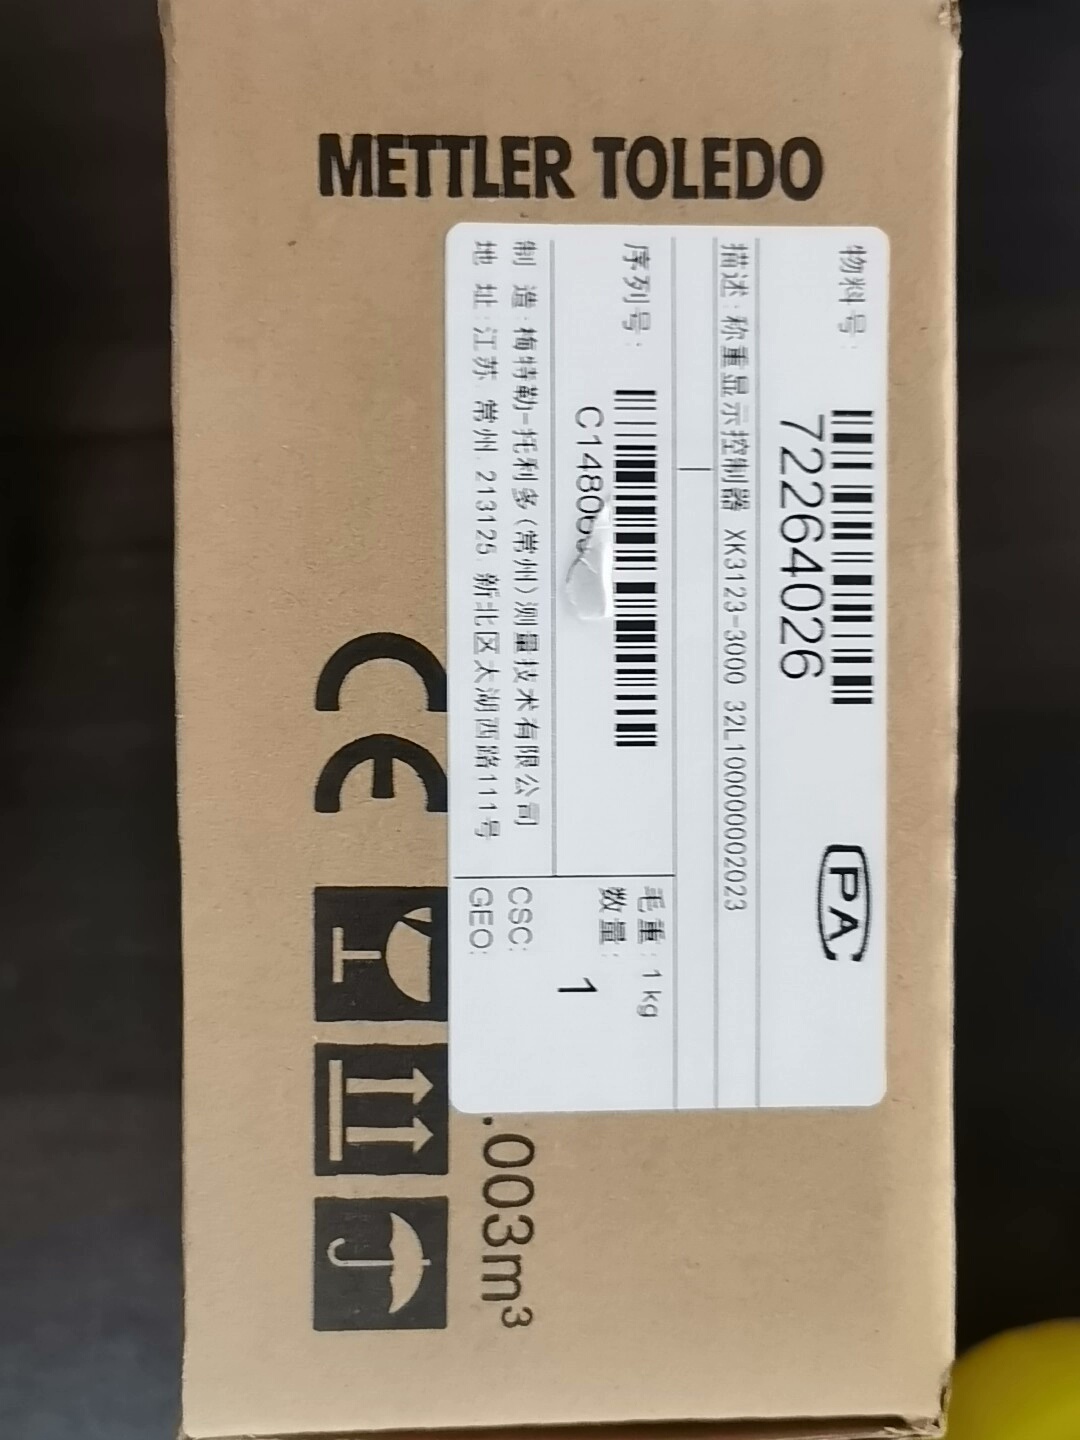 METTLER TOLEDO
物料号:
72264026
PA
描述:称重显示控制器 XK3123-3000 32L1000000002023
序列号:
毛重: 1 kg
数量: 1
制 造:梅特勒-托利多(常州)测量技术有限公司
地 址:江苏 常州 213125 新北区太湖西路111号
CSC:
GEO:
CE
.003m³